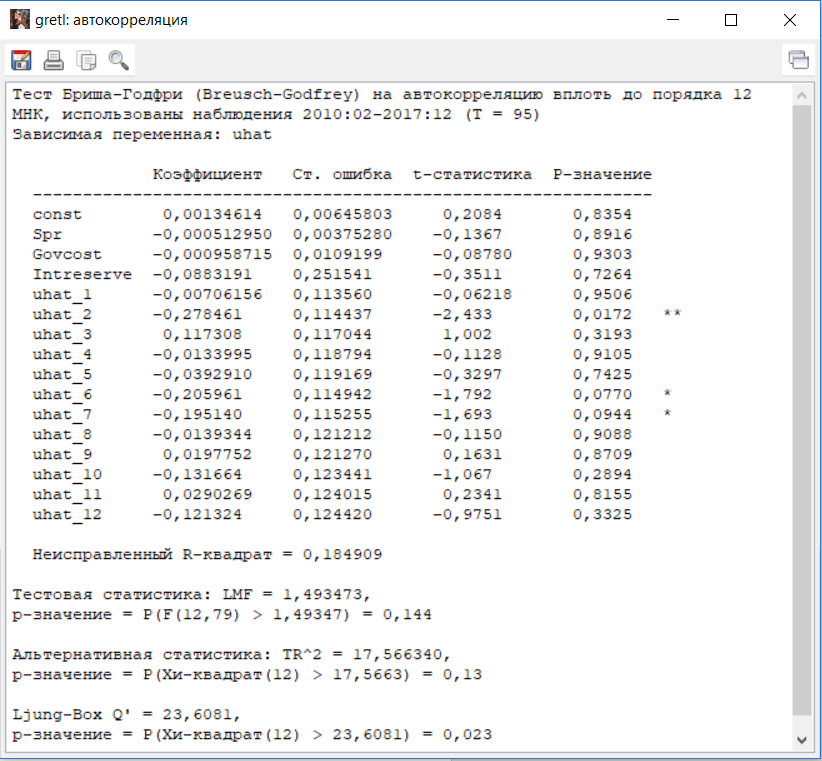 gretl: автокорреляция
Тест Бриша-Годфри (Breusch-Godfrey) на автокорреляцию вплоть до порядка 12
МНК, использованы наблюдения 2010:02-2017:12 (T = 95)
Зависимая переменная: uhat
Коэффициент Ст. ошибка t-статистика P-значение
---------------------------------------------------------------
const 0,00134614 0,00645803 0,2084 0,8354
Spr -0,000512950 0,00375280 -0,1367 0,8916
Govcost -0,000958715 0,0109199 -0,08780 0,9303
Intreserve -0,0883191 0,251541 -0,3511 0,7264
uhat_1 -0,00706156 0,113560 -0,06218 0,9506
uhat_2 -0,278461 0,114437 -2,433 0,0172 **
uhat_3 0,117308 0,117044 1,002 0,3193
uhat_4 -0,0133995 0,118794 -0,1128 0,9105
uhat_5 -0,0392910 0,119169 -0,3297 0,7425
uhat_6 -0,205961 0,114942 -1,792 0,0770 *
uhat_7 -0,195140 0,115255 -1,693 0,0944 *
uhat_8 -0,0139344 0,121212 -0,1150 0,9088
uhat_9 0,0197752 0,121270 0,1631 0,8709
uhat_10 -0,131664 0,123441 -1,067 0,2894
uhat_11 0,0290269 0,124015 0,2341 0,8155
uhat_12 -0,121324 0,124420 -0,9751 0,3325
Неисправленный R-квадрат = 0,184909
Тестовая статистика: LMF = 1,493473,
р-значение = P(F(12,79) > 1,49347) = 0,144
Альтернативная статистика: TR^2 = 17,566340,
р-значение = P(Хи-квадрат(12) > 17,5663) = 0,13
Ljung-Box Q' = 23,6081,
р-значение = P(Хи-квадрат(12) > 23,6081) = 0,023